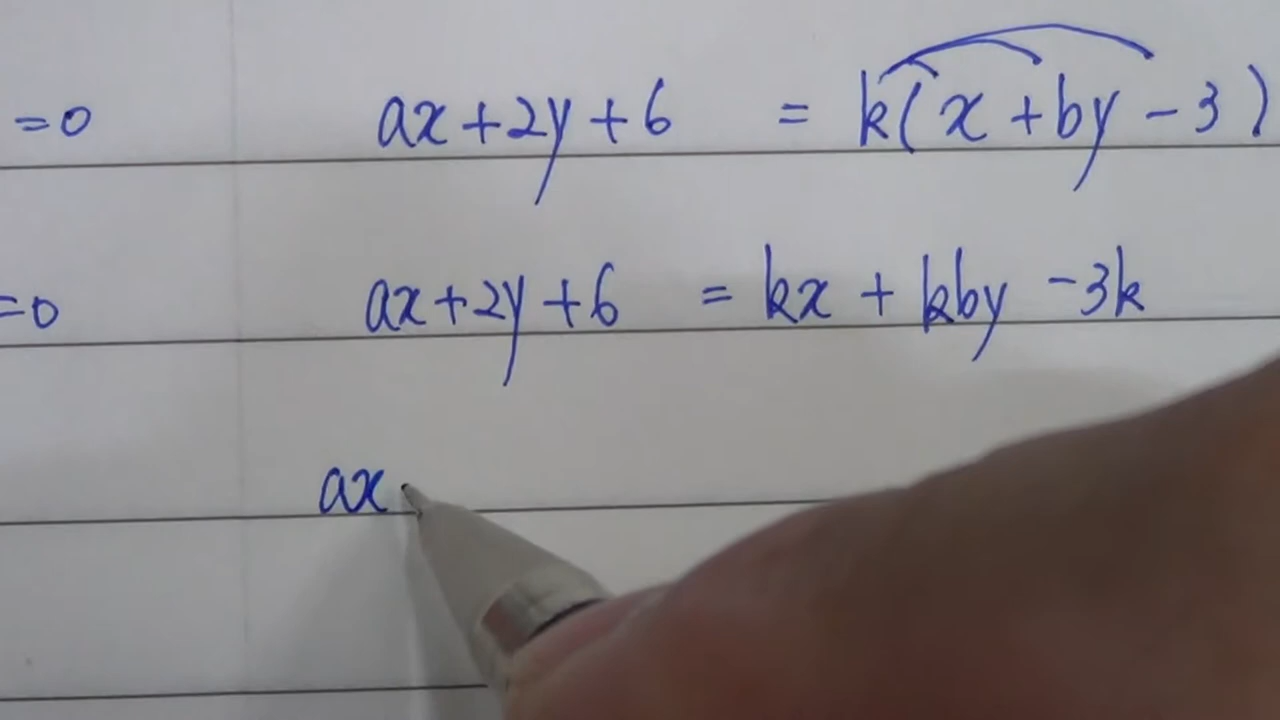 =0 ax+2y+6 = k(x+by-3)
=0 ax+2y+6 = kx + kby -3k
ax